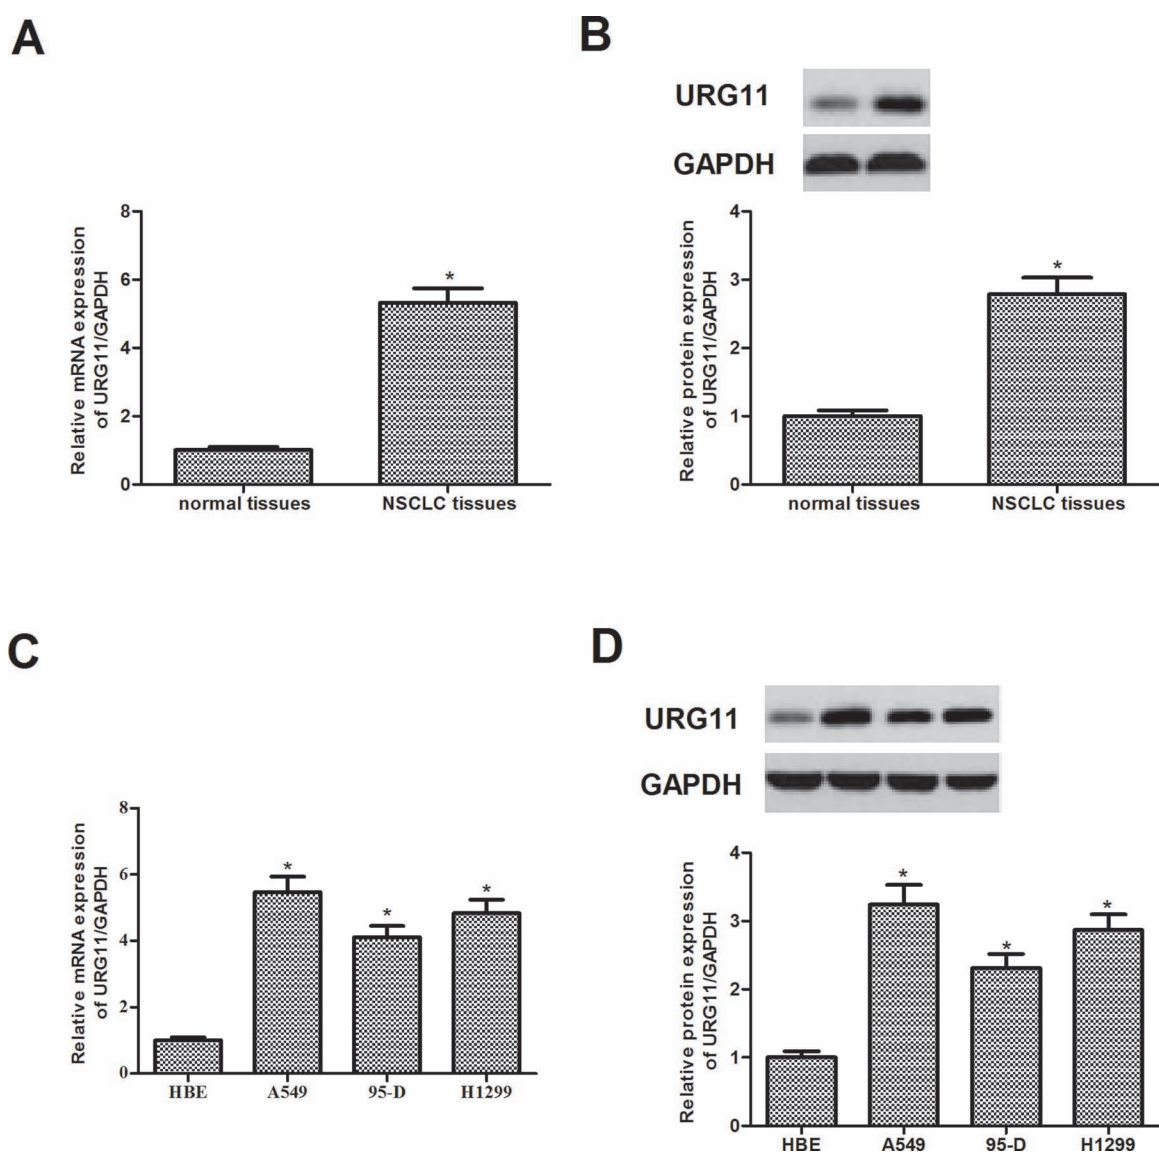 A
B
URG11
GAPDH
Relative mRNA expression
of URG11/GAPDH
8
6
4
2
0
*
normal tissues
NSCLC tissues
Relative protein expression
of URG11/GAPDH
4
3
2
1
0
*
normal tissues
NSCLC tissues
C
D
URG11
GAPDH
Relative mRNA expression
of URG11/GAPDH
8
6
4
2
0
*
*
*
HBE
A549
95-D
H1299
Relative protein expression
of URG11/GAPDH
4
3
2
1
0
*
*
*
HBE
A549
95-D
H1299